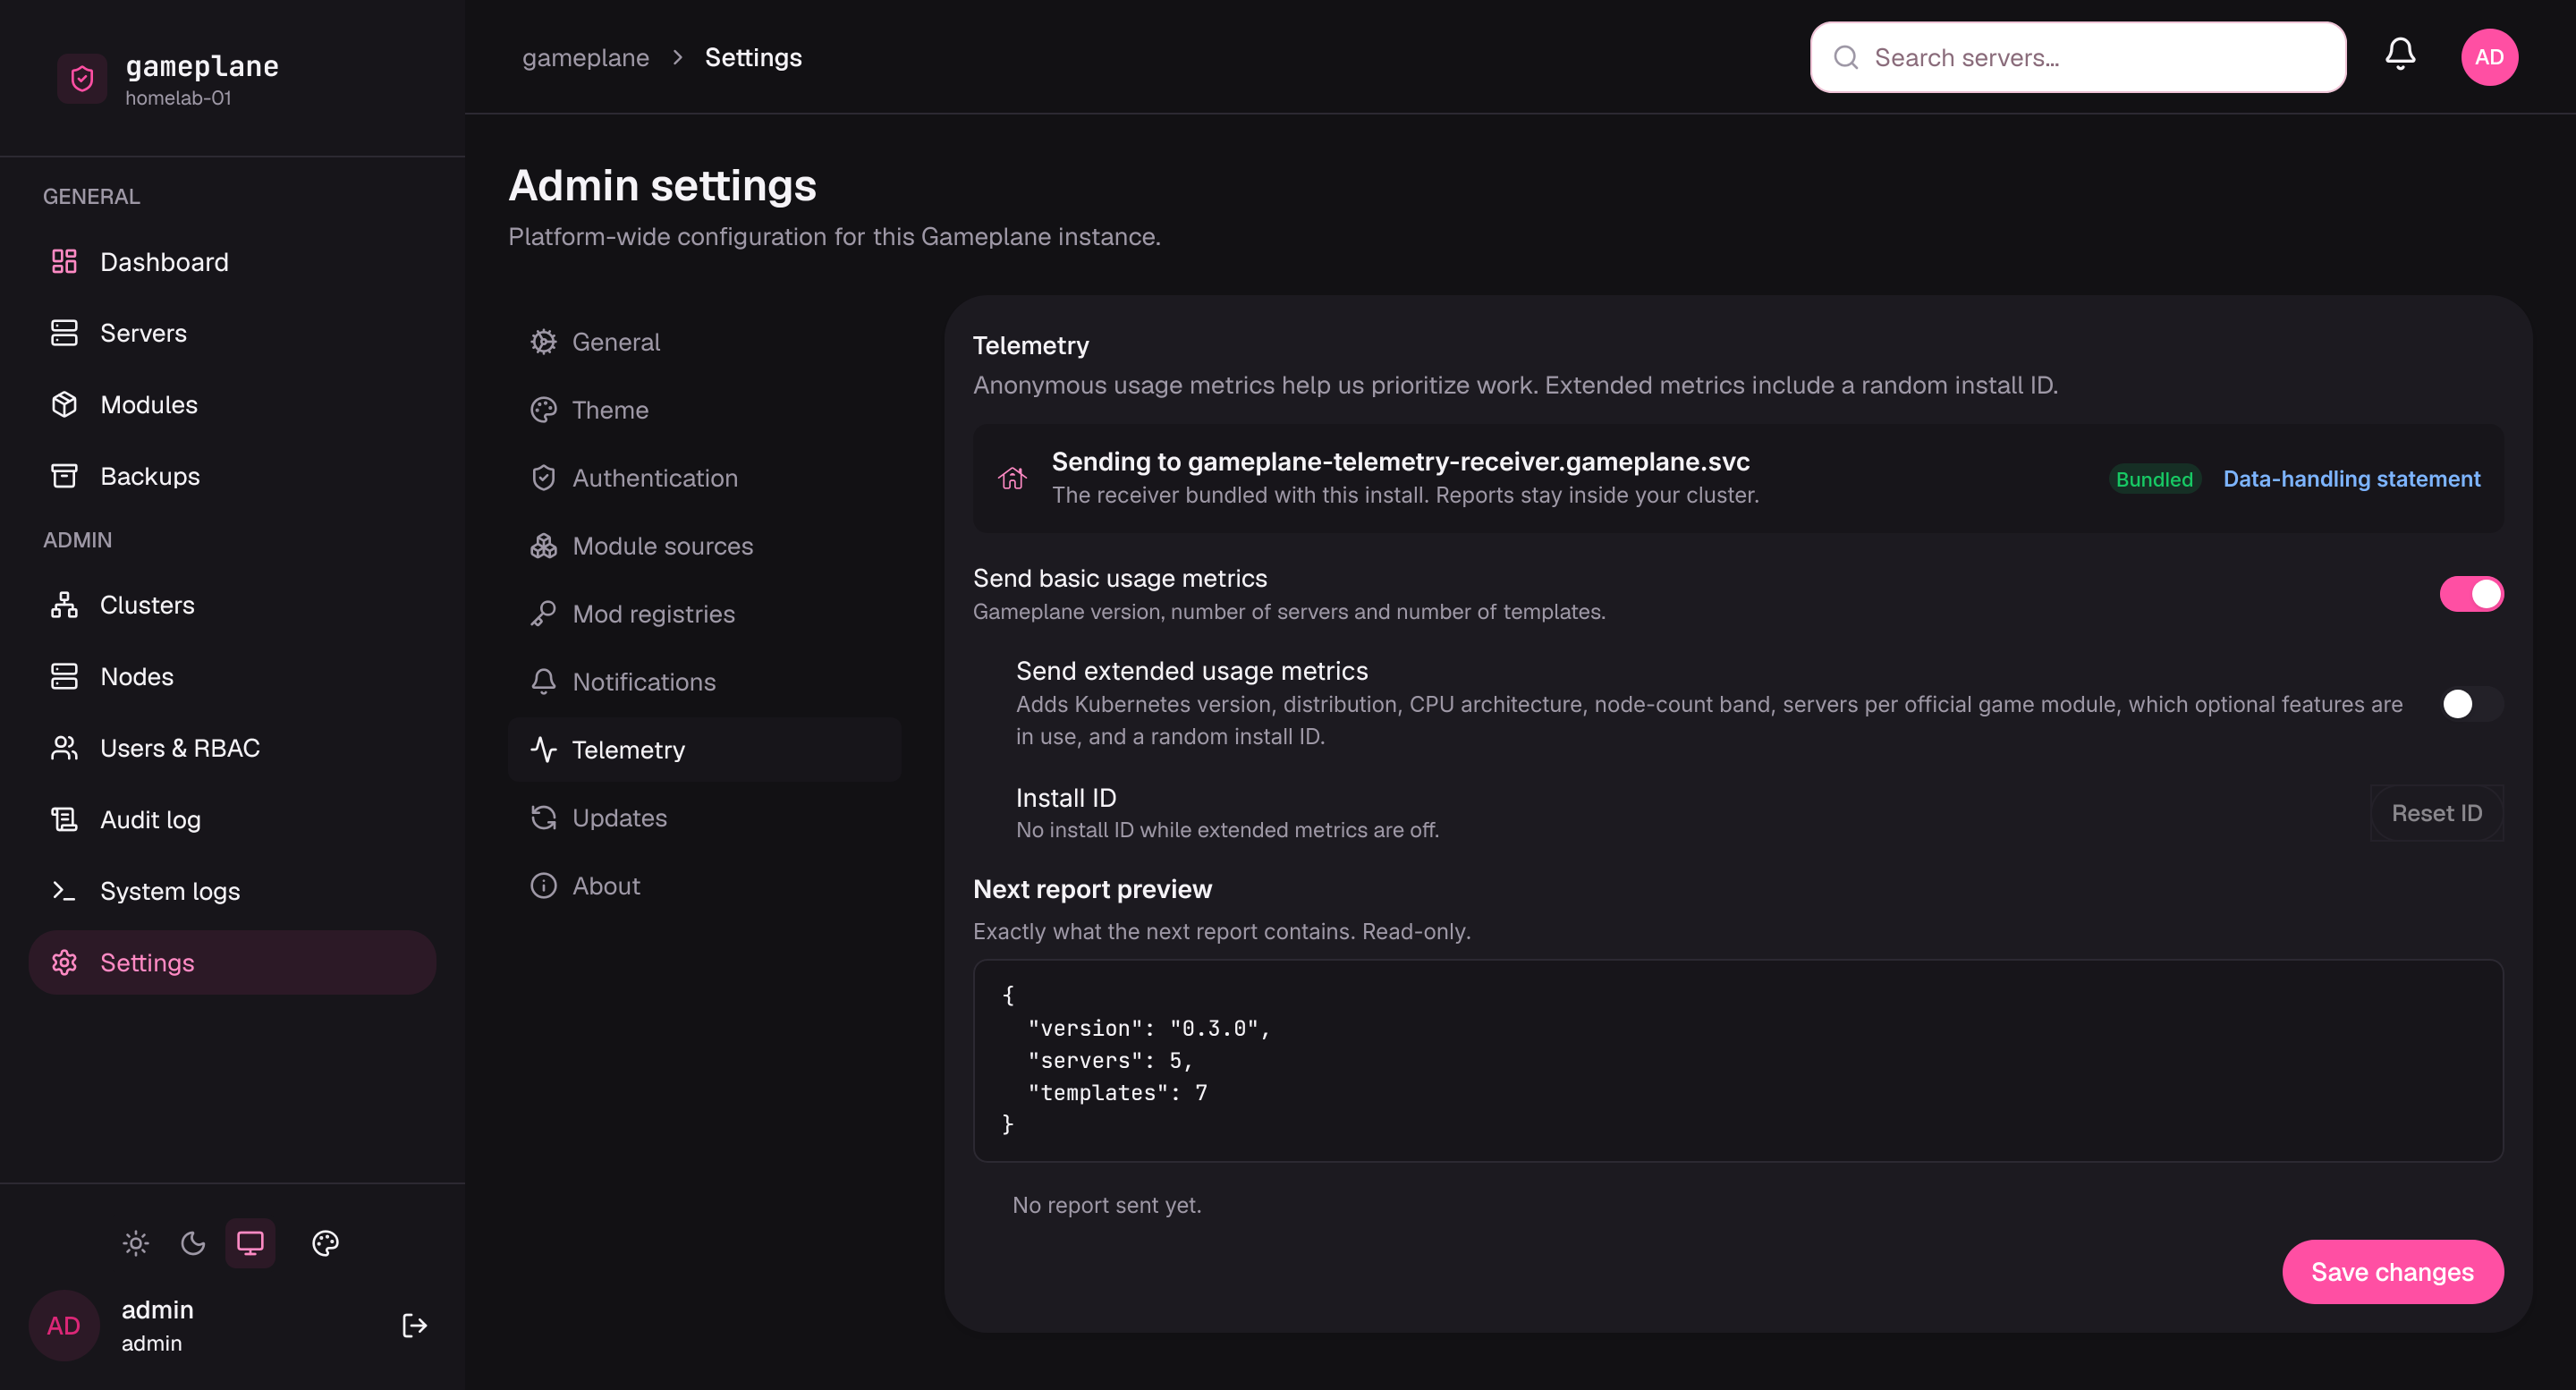 gameplane
homelab-01
GENERAL
Dashboard
Servers
Modules
Backups
ADMIN
Clusters
Nodes
Users & RBAC
Audit log
System logs
Settings
AD
admin
admin
gameplane > Settings
Search servers...
AD
Admin settings
Platform-wide configuration for this Gameplane instance.
General
Theme
Authentication
Module sources
Mod registries
Notifications
Telemetry
Updates
About
Telemetry
Anonymous usage metrics help us prioritize work. Extended metrics include a random install ID.
Sending to gameplane-telemetry-receiver.gameplane.svc
The receiver bundled with this install. Reports stay inside your cluster.
Bundled
Data-handling statement
Send basic usage metrics
Gameplane version, number of servers and number of templates.
Send extended usage metrics
Adds Kubernetes version, distribution, CPU architecture, node-count band, servers per official game module, which optional features are
in use, and a random install ID.
Install ID
No install ID while extended metrics are off.
Reset ID
Next report preview
Exactly what the next report contains. Read-only.
{
"version": "0.3.0",
"servers": 5,
"templates": 7
}
No report sent yet.
Save changes